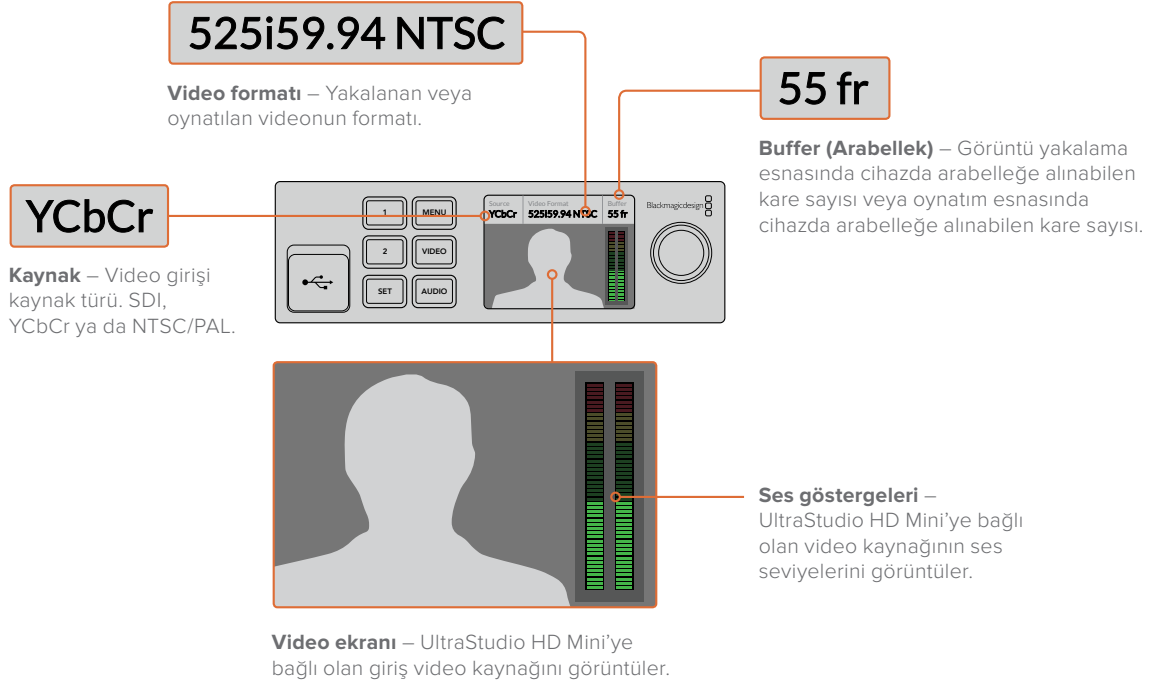 525i59.94 NTSC
Video formatı – Yakalanan veya
oynatılan videonun formatı.
55 fr
Buffer (Arabellek) – Görüntü yakalama
esnasında cihazda arabelleğe alınabilen
kare sayısı veya oynatım esnasında
cihazda arabelleğe alınabilen kare sayısı.
YCbCr
Kaynak – Video girişi
kaynak türü. SDI,
YCbCr ya da NTSC/PAL.
1
MENU
2
VIDEO
SET
AUDIO
Source
Video Format
Buffer
YCbCr
525I59.94 NTSC
55 fr
Blackmagicdesign
Ses göstergeleri –
UltraStudio HD Mini’ye bağlı
olan video kaynağının ses
seviyelerini görüntüler.
Video ekranı – UltraStudio HD Mini’ye
bağlı olan giriş video kaynağını görüntüler.